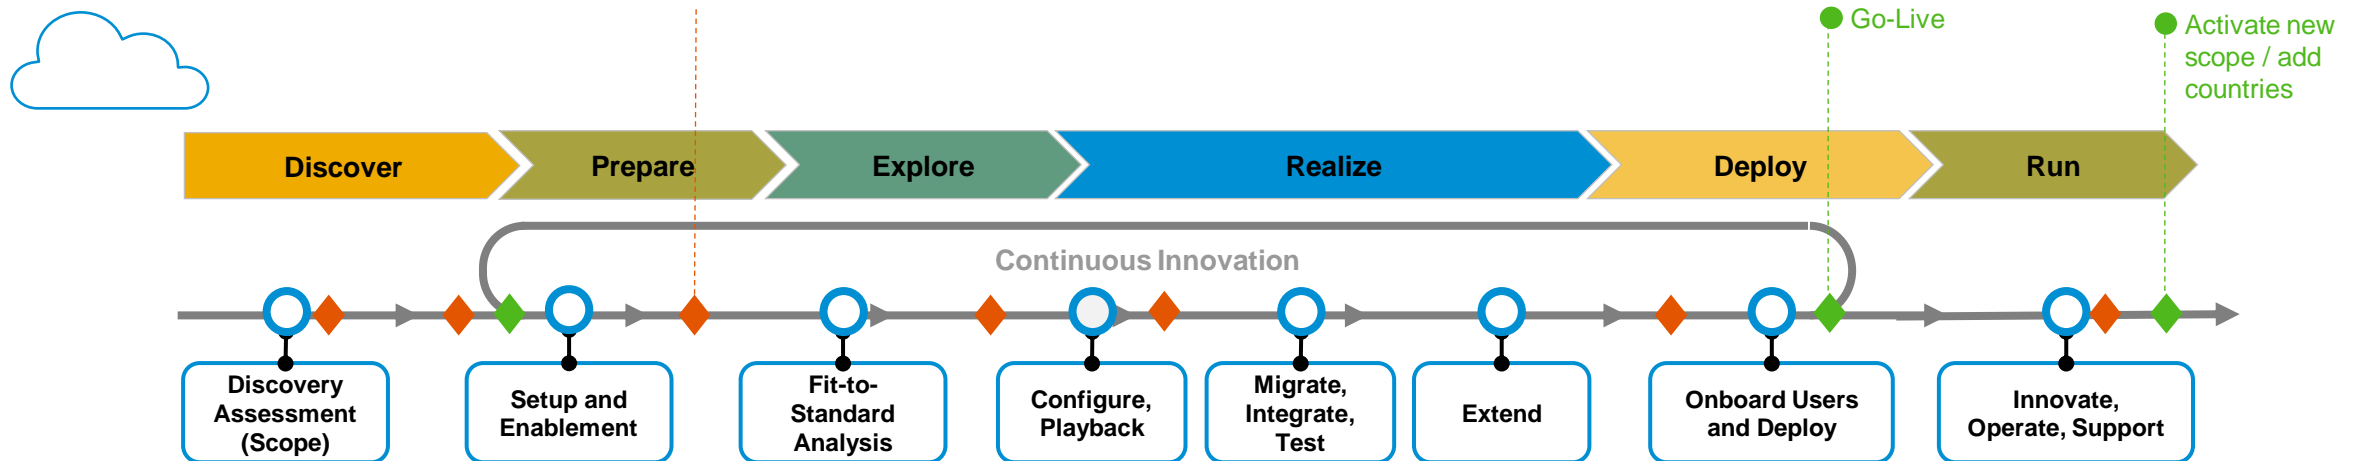 Go-Live
Activate new
scope / add
countries
Discover
Prepare
Explore
Realize
Deploy
Run
Continuous Innovation
Discovery
Assessment
(Scope)
Setup and
Enablement
Fit-to-
Standard
Analysis
Configure,
Playback
Migrate,
Integrate,
Test
Extend
Onboard Users
and Deploy
Innovate,
Operate, Support